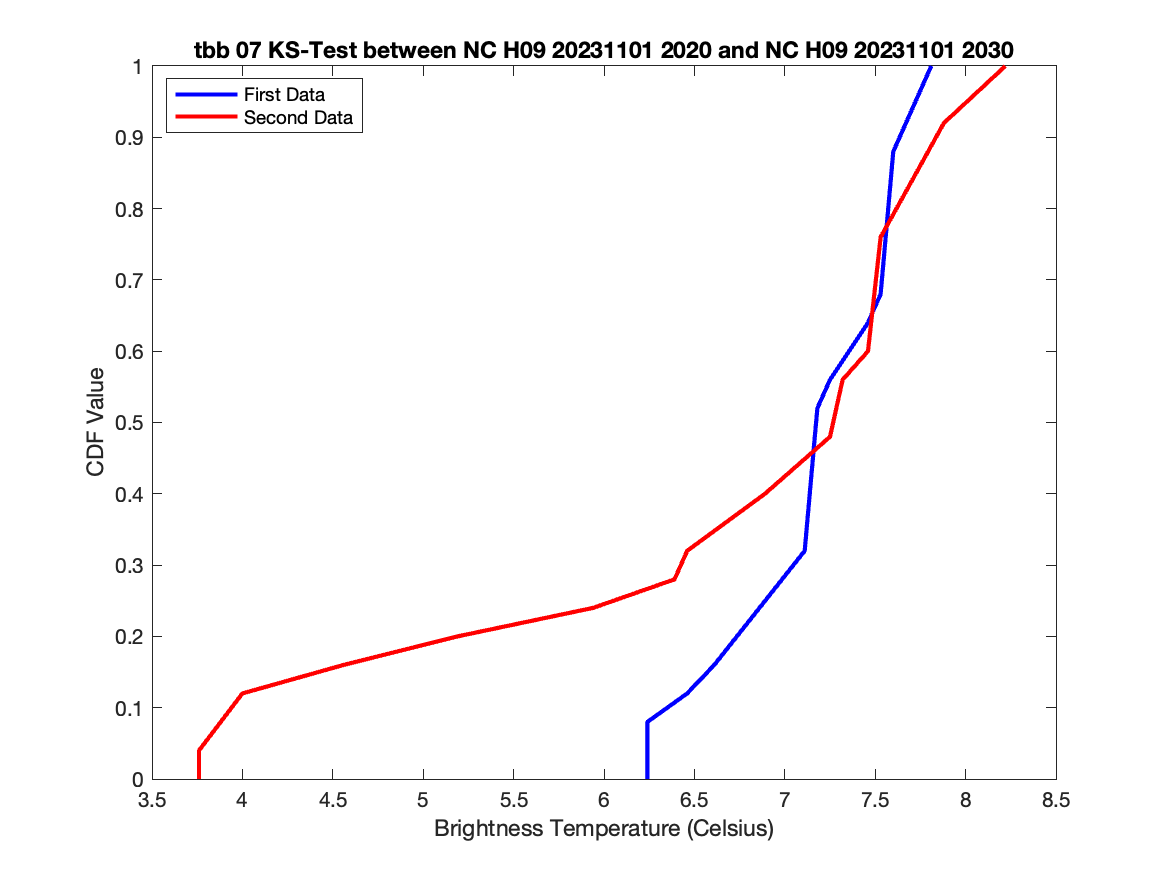 tbb 07 KS-Test between NC H09 20231101 2020 and NC H09 20231101 2030
First Data
Second Data
1
0.9
0.8
0.7
0.6
0.5
0.4
0.3
0.2
0.1
0
CDF Value
3.5 4 4.5 5 5.5 6 6.5 7 7.5 8 8.5
Brightness Temperature (Celsius)